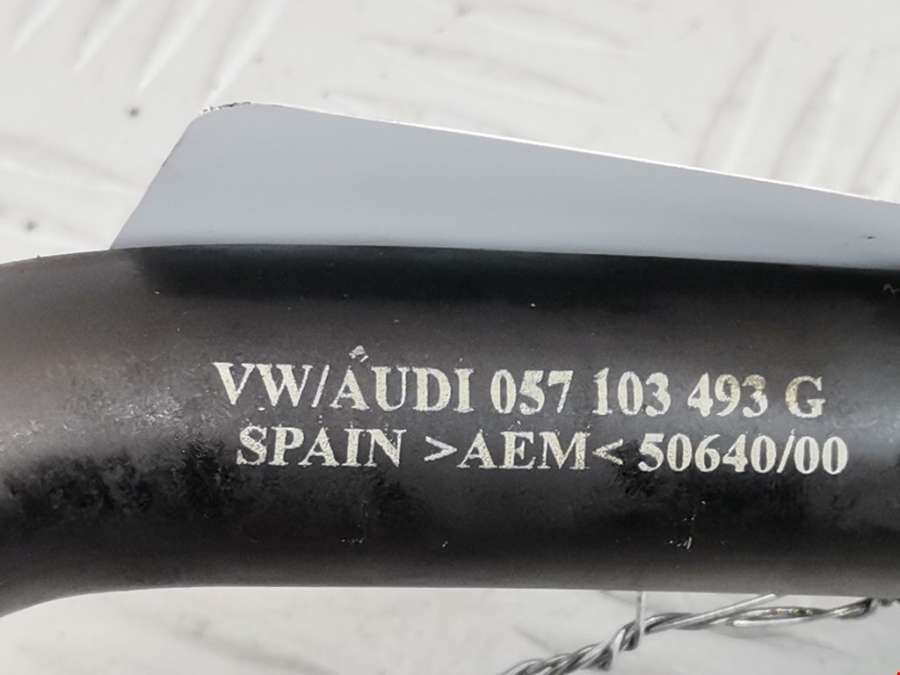 VW/AUDI 057 103 493 G
SPAIN >AEM< 50640/00